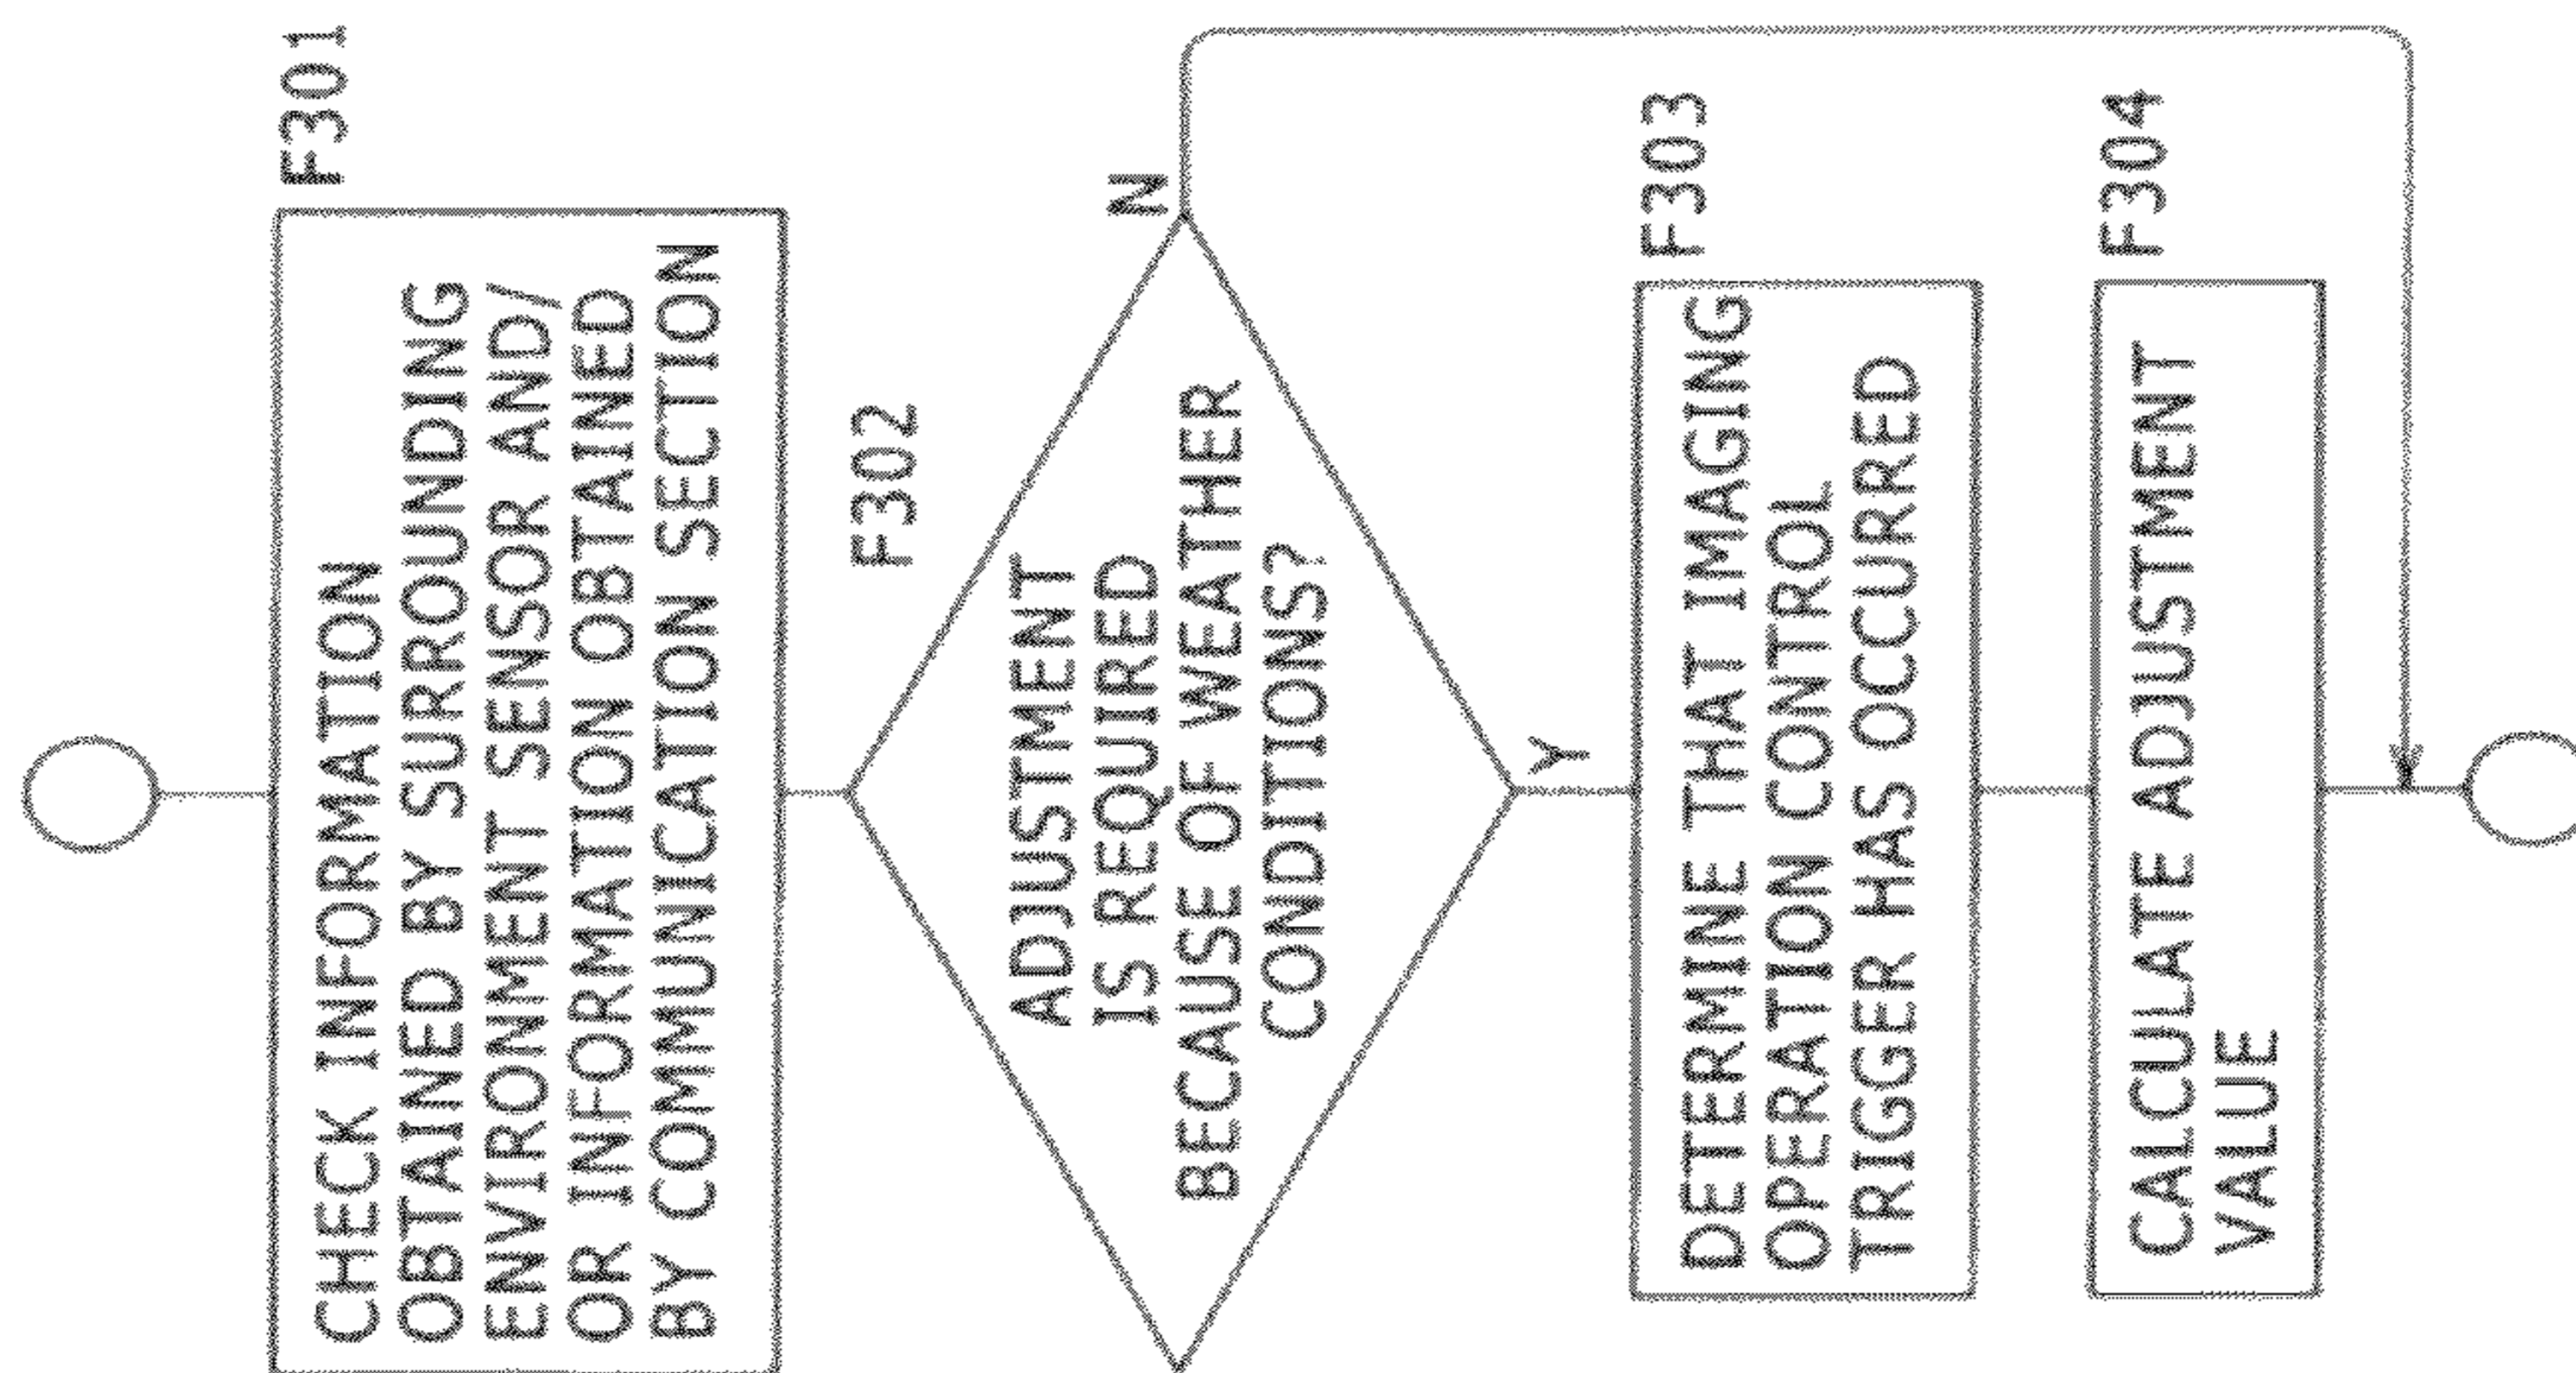 F301
CHECK INFORMATION
OBTAINED BY SURROUNDING
ENVIRONMENT SENSOR AND/
OR INFORMATION OBTAINED
BY COMMUNICATION SECTION
F302
ADJUSTMENT
IS REQUIRED
BECAUSE OF WEATHER
CONDITIONS?
N
Y
F303
DETERMINE THAT IMAGING
OPERATION CONTROL
TRIGGER HAS OCCURRED
F304
CALCULATE ADJUSTMENT
VALUE